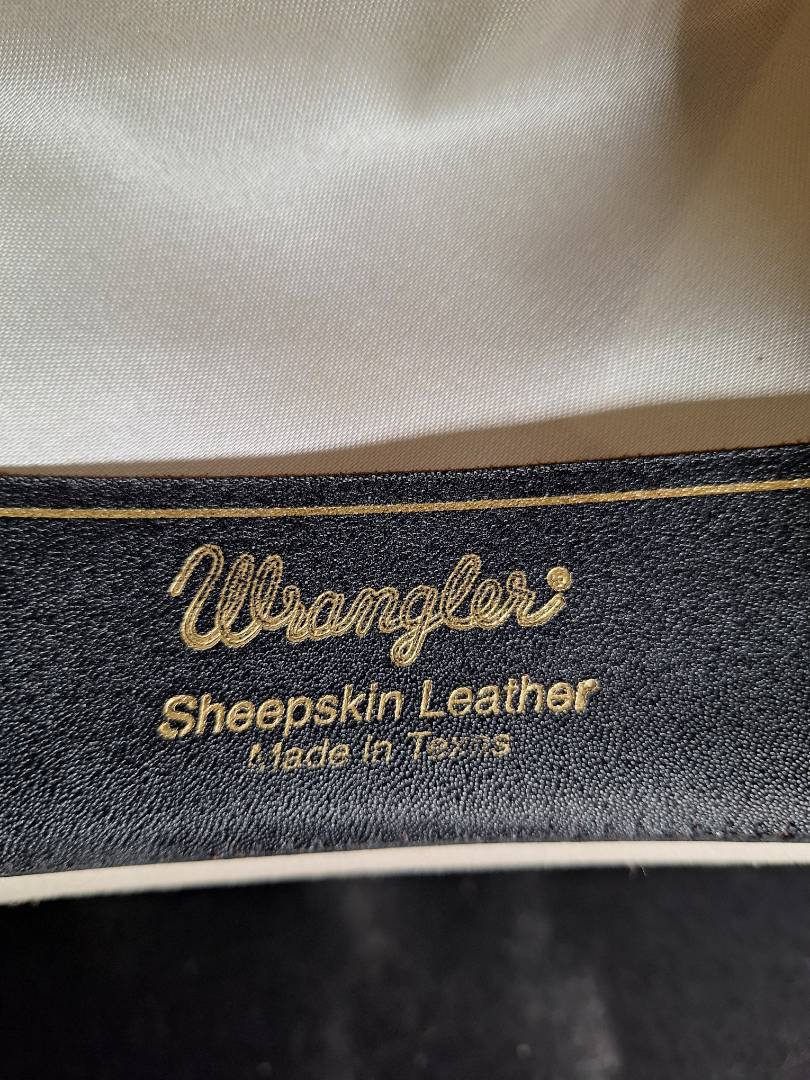 Wrangler®
Sheepskin Leather
Made in Texas